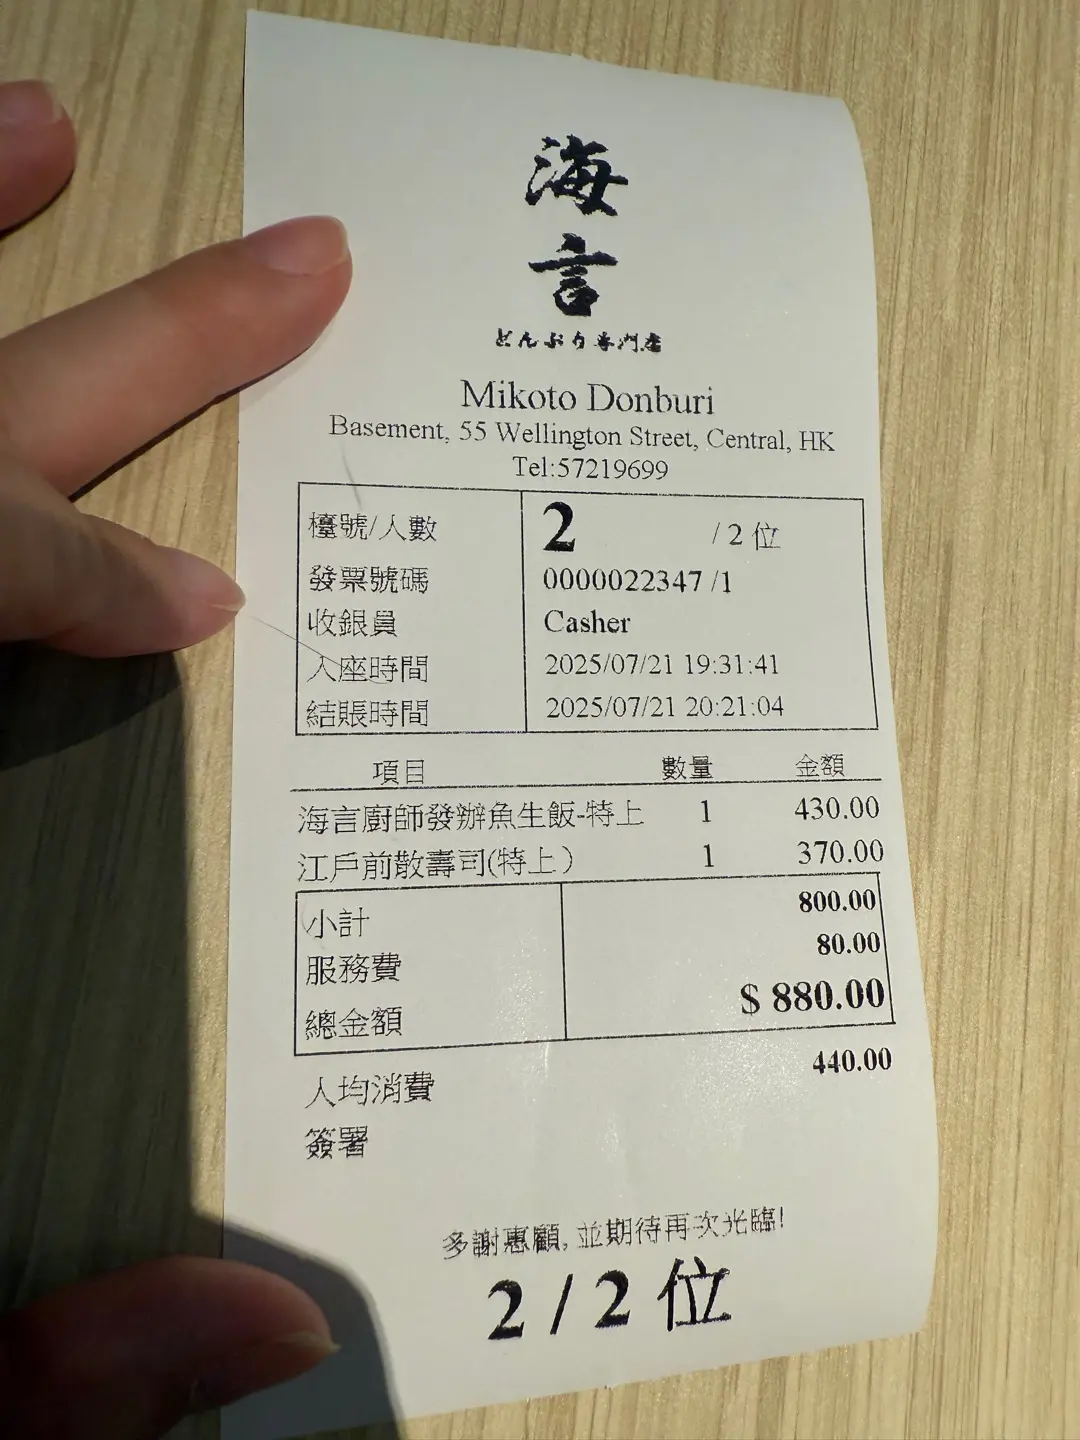 海
言
どんぶり専門店
Mikoto Donburi
Basement, 55 Wellington Street, Central, HK
Tel:57219699
檯號/人數 2 / 2 位
發票號碼 0000022347 /1
收銀員 Casher
入座時間 2025/07/21 19:31:41
結賬時間 2025/07/21 20:21:04
項目 數量 金額
海言廚師發辦魚生飯-特上 1 430.00
江戶前散壽司(特上） 1 370.00
小計 800.00
服務費 80.00
總金額 $ 880.00
人均消費 440.00
簽署
多謝惠顧, 並期待再次光臨!
2 / 2 位